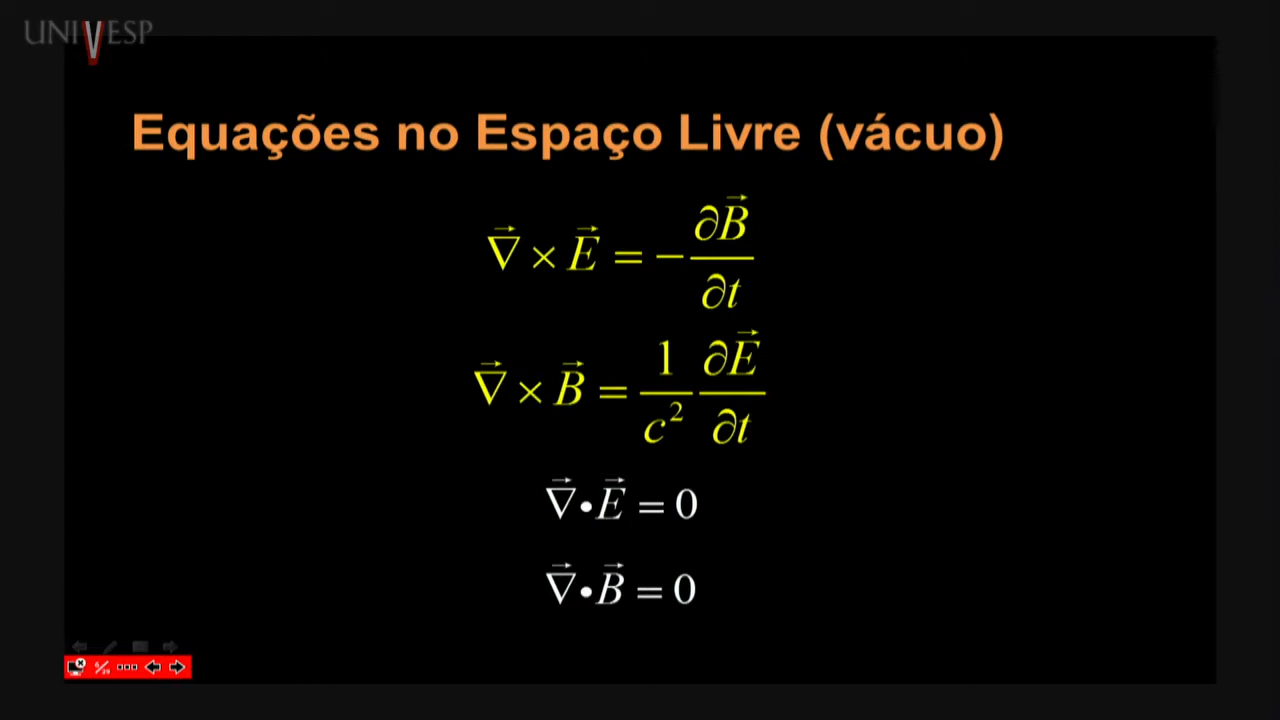 UNIVESP
Equações no Espaço Livre (vácuo)
∇⃗ × E⃗ = −∂B⃗/∂t
∇⃗ × B⃗ = 1/c² ∂E⃗/∂t
∇⃗ • E⃗ = 0
∇⃗ • B⃗ = 0